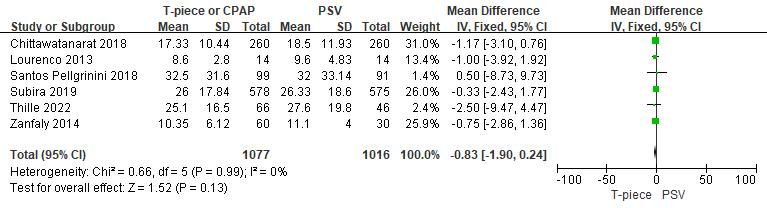 T-piece or CPAP PSV Mean Difference Mean Difference
Study or Subgroup Mean SD Total Mean SD Total Weight IV, Fixed, 95% CI IV, Fixed, 95% CI
Chittawatanarat 2018 17.33 10.44 260 18.5 11.93 260 31.0% -1.17 [-3.10, 0.76]
Lourenco 2013 8.6 2.8 14 9.6 4.83 14 13.4% -1.00 [-3.92, 1.92]
Santos Pellgrinini 2018 32.5 31.6 99 32 33.14 91 1.4% 0.50 [-8.73, 9.73]
Subira 2019 26 17.84 578 26.33 18.6 575 26.0% -0.33 [-2.43, 1.77]
Thille 2022 25.1 16.5 66 27.6 19.8 46 2.4% -2.50 [-9.47, 4.47]
Zanfaly 2014 10.35 6.12 60 11.1 4 30 25.9% -0.75 [-2.86, 1.36]
Total (95% CI) 1077 1016 100.0% -0.83 [-1.90, 0.24]
Heterogeneity: Chi² = 0.66, df = 5 (P = 0.99); I² = 0%
Test for overall effect: Z = 1.52 (P = 0.13)
-100 -50 0 50 100
T-piece PSV